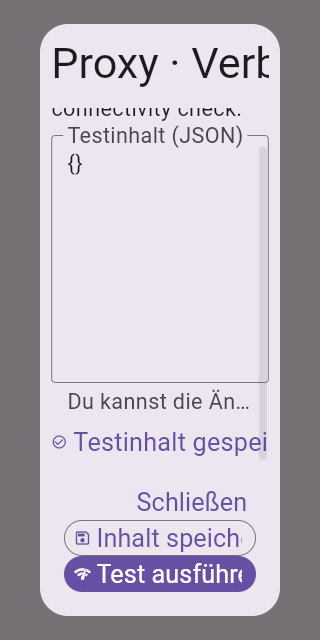 Proxy · Verb
connectivity check.
Testinhalt (JSON)
{}
Du kannst die Än…
Testinhalt gespei
Schließen
Inhalt speich
Test ausführe